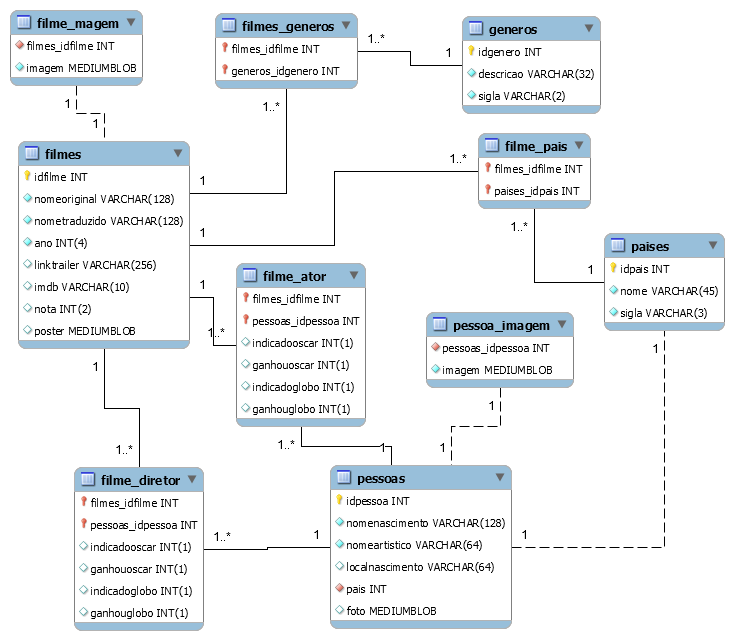 filme_magem
filmes_idfilme INT
imagem MEDIUMBLOB
filmes_generos
filmes_idfilme INT
generos_idgenero INT
generos
idgenero INT
descricao VARCHAR(32)
sigla VARCHAR(2)
1..*
1
1
1
1..*
1
filmes
idfilme INT
nomeoriginal VARCHAR(128)
nometraduzido VARCHAR(128)
ano INT(4)
linktrailer VARCHAR(256)
imdb VARCHAR(10)
nota INT(2)
poster MEDIUMBLOB
1..*
1
filme_pais
filmes_idfilme INT
paises_idpais INT
1..*
1
paises
idpais INT
nome VARCHAR(45)
sigla VARCHAR(3)
1
1..*
filme_ator
filmes_idfilme INT
pessoas_idpessoa INT
indicadooscar INT(1)
ganhouoscar INT(1)
indicadoglobo INT(1)
ganhouglobo INT(1)
pessoa_imagem
pessoas_idpessoa INT
imagem MEDIUMBLOB
1
1
1
1..*
1..*
1
1
filme_diretor
filmes_idfilme INT
pessoas_idpessoa INT
indicadooscar INT(1)
ganhouoscar INT(1)
indicadoglobo INT(1)
ganhouglobo INT(1)
1..*
1
pessoas
idpessoa INT
nomenascimento VARCHAR(128)
nomeartistico VARCHAR(64)
localnascimento VARCHAR(64)
pais INT
foto MEDIUMBLOB
1